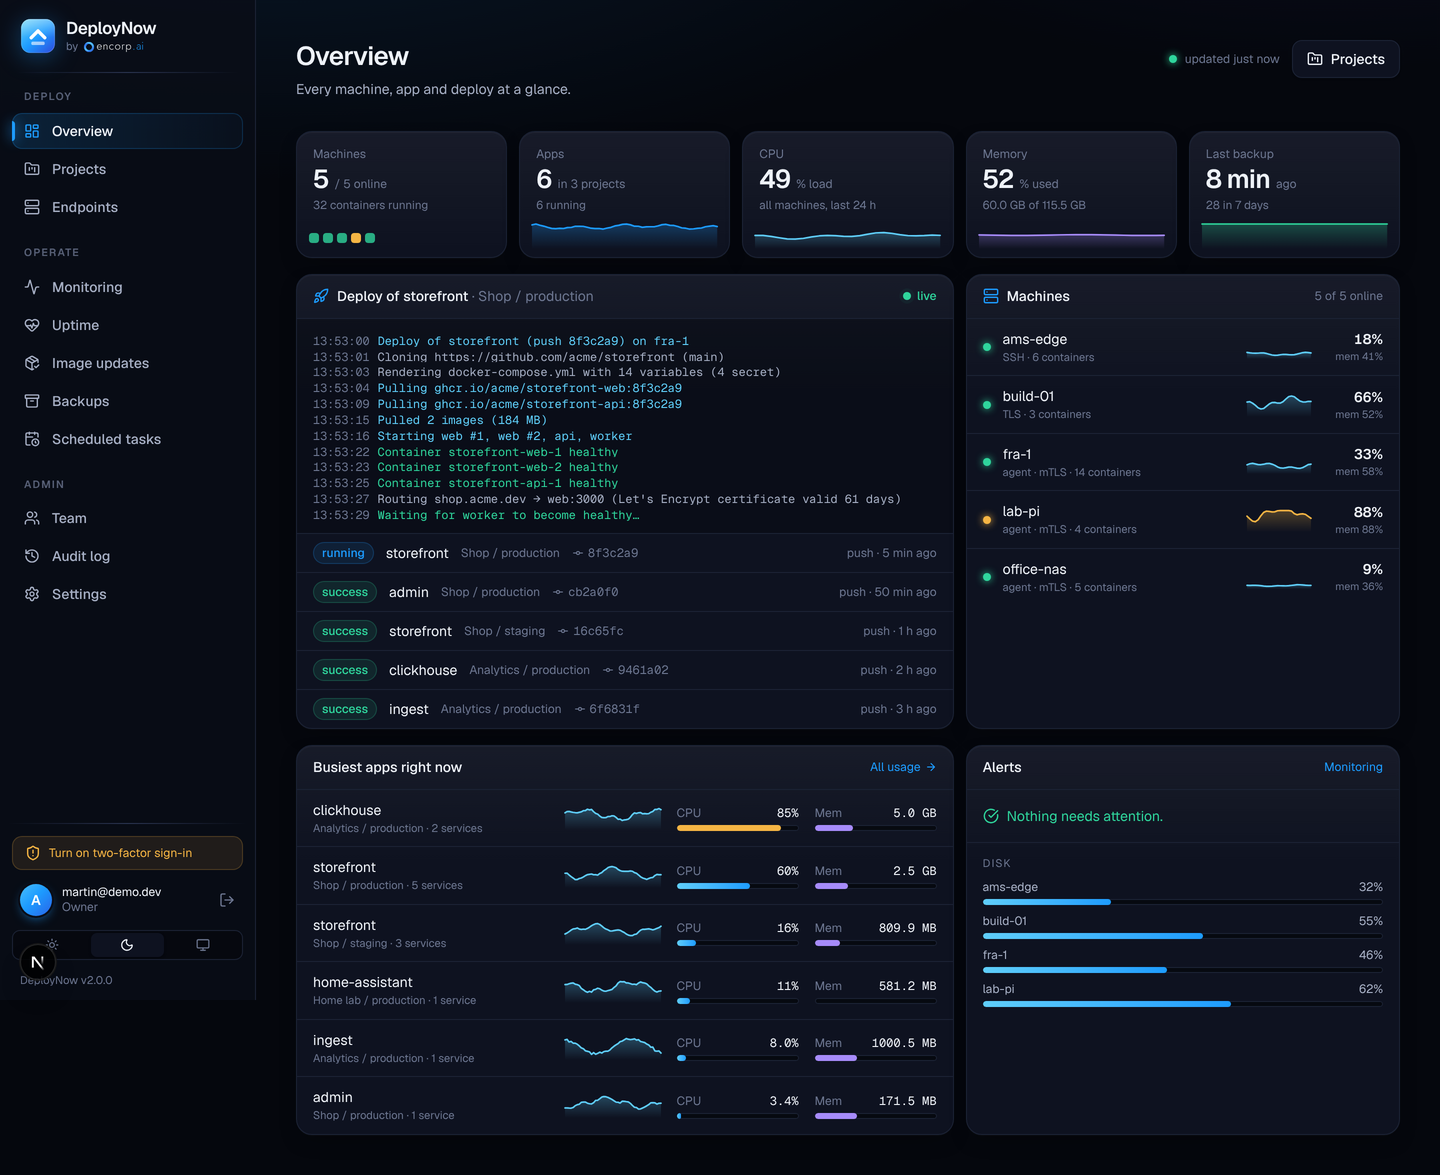 DeployNow
by encorp.ai
DEPLOY
Overview
Projects
Endpoints
OPERATE
Monitoring
Uptime
Image updates
Backups
Scheduled tasks
ADMIN
Team
Audit log
Settings
Turn on two-factor sign-in
A
martin@demo.dev
Owner
N
DeployNow v2.0.0
Overview
Every machine, app and deploy at a glance.
updated just now
Projects
Machines
5 / 5 online
32 containers running
Apps
6 in 3 projects
6 running
CPU
49 % load
all machines, last 24 h
Memory
52 % used
60.0 GB of 115.5 GB
Last backup
8 min ago
28 in 7 days
Deploy of storefront · Shop / production
live
13:53:00 Deploy of storefront (push 8f3c2a9) on fra-1
13:53:01 Cloning https://github.com/acme/storefront (main)
13:53:03 Rendering docker-compose.yml with 14 variables (4 secret)
13:53:04 Pulling ghcr.io/acme/storefront-web:8f3c2a9
13:53:09 Pulling ghcr.io/acme/storefront-api:8f3c2a9
13:53:15 Pulled 2 images (184 MB)
13:53:16 Starting web #1, web #2, api, worker
13:53:22 Container storefront-web-1 healthy
13:53:23 Container storefront-web-2 healthy
13:53:25 Container storefront-api-1 healthy
13:53:27 Routing shop.acme.dev → web:3000 (Let's Encrypt certificate valid 61 days)
13:53:29 Waiting for worker to become healthy…
running storefront Shop / production 8f3c2a9 push · 5 min ago
success admin Shop / production cb2a0f0 push · 50 min ago
success storefront Shop / staging 16c65fc push · 1 h ago
success clickhouse Analytics / production 9461a02 push · 2 h ago
success ingest Analytics / production 6f6831f push · 3 h ago
Machines
5 of 5 online
ams-edge 18%
SSH · 6 containers mem 41%
build-01 66%
TLS · 3 containers mem 52%
fra-1 33%
agent · mTLS · 14 containers mem 58%
lab-pi 88%
agent · mTLS · 4 containers mem 88%
office-nas 9%
agent · mTLS · 5 containers mem 36%
Busiest apps right now
All usage →
clickhouse CPU 85% Mem 5.0 GB
Analytics / production · 2 services
storefront CPU 60% Mem 2.5 GB
Shop / production · 5 services
storefront CPU 16% Mem 809.9 MB
Shop / staging · 3 services
home-assistant CPU 11% Mem 581.2 MB
Home lab / production · 1 service
ingest CPU 8.0% Mem 1000.5 MB
Analytics / production · 1 service
admin CPU 3.4% Mem 171.5 MB
Shop / production · 1 service
Alerts
Monitoring
Nothing needs attention.
DISK
ams-edge 32%
build-01 55%
fra-1 46%
lab-pi 62%